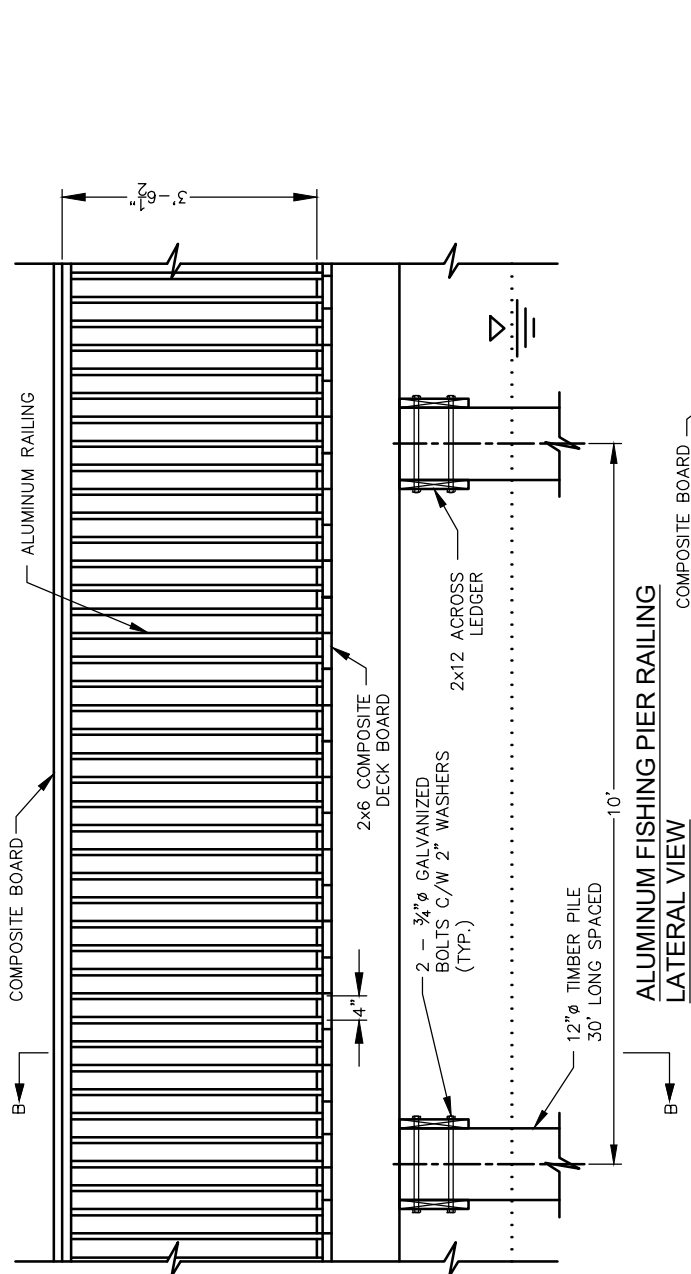 3'-6½"
ALUMINUM RAILING
COMPOSITE BOARD
B
2x6 COMPOSITE
DECK BOARD
4"
2x12 ACROSS
LEDGER
2 - ¾"⌀ GALVANIZED
BOLTS C/W 2" WASHERS
(TYP.)
12"⌀ TIMBER PILE
30' LONG SPACED
10'
B
ALUMINUM FISHING PIER RAILING
LATERAL VIEW
COMPOSITE BOARD